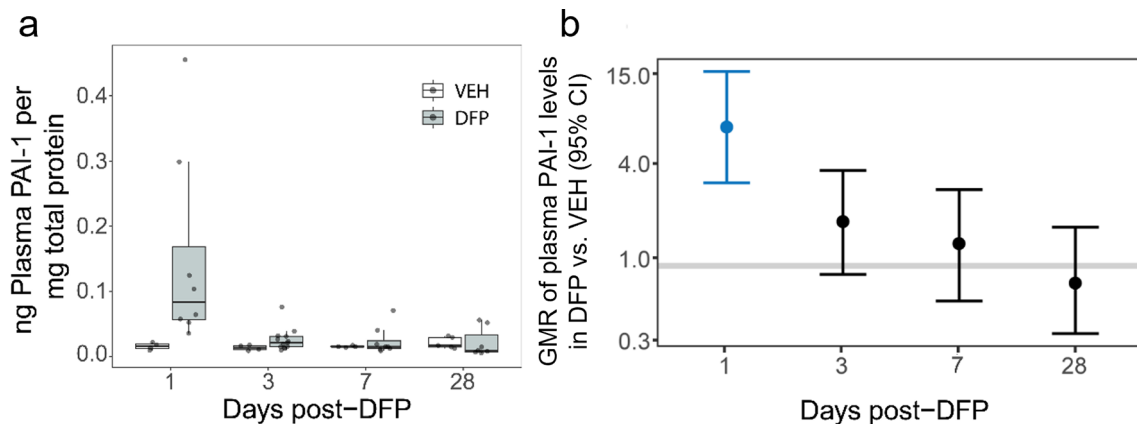 a
ng Plasma PAI-1 per
mg total protein
0.4
0.3
0.2
0.1
0.0
VEH
DFP
1 3 7 28
Days post−DFP
b
GMR of plasma PAI-1 levels
in DFP vs. VEH (95% CI)
15.0
4.0
1.0
0.3
1 3 7 28
Days post−DFP